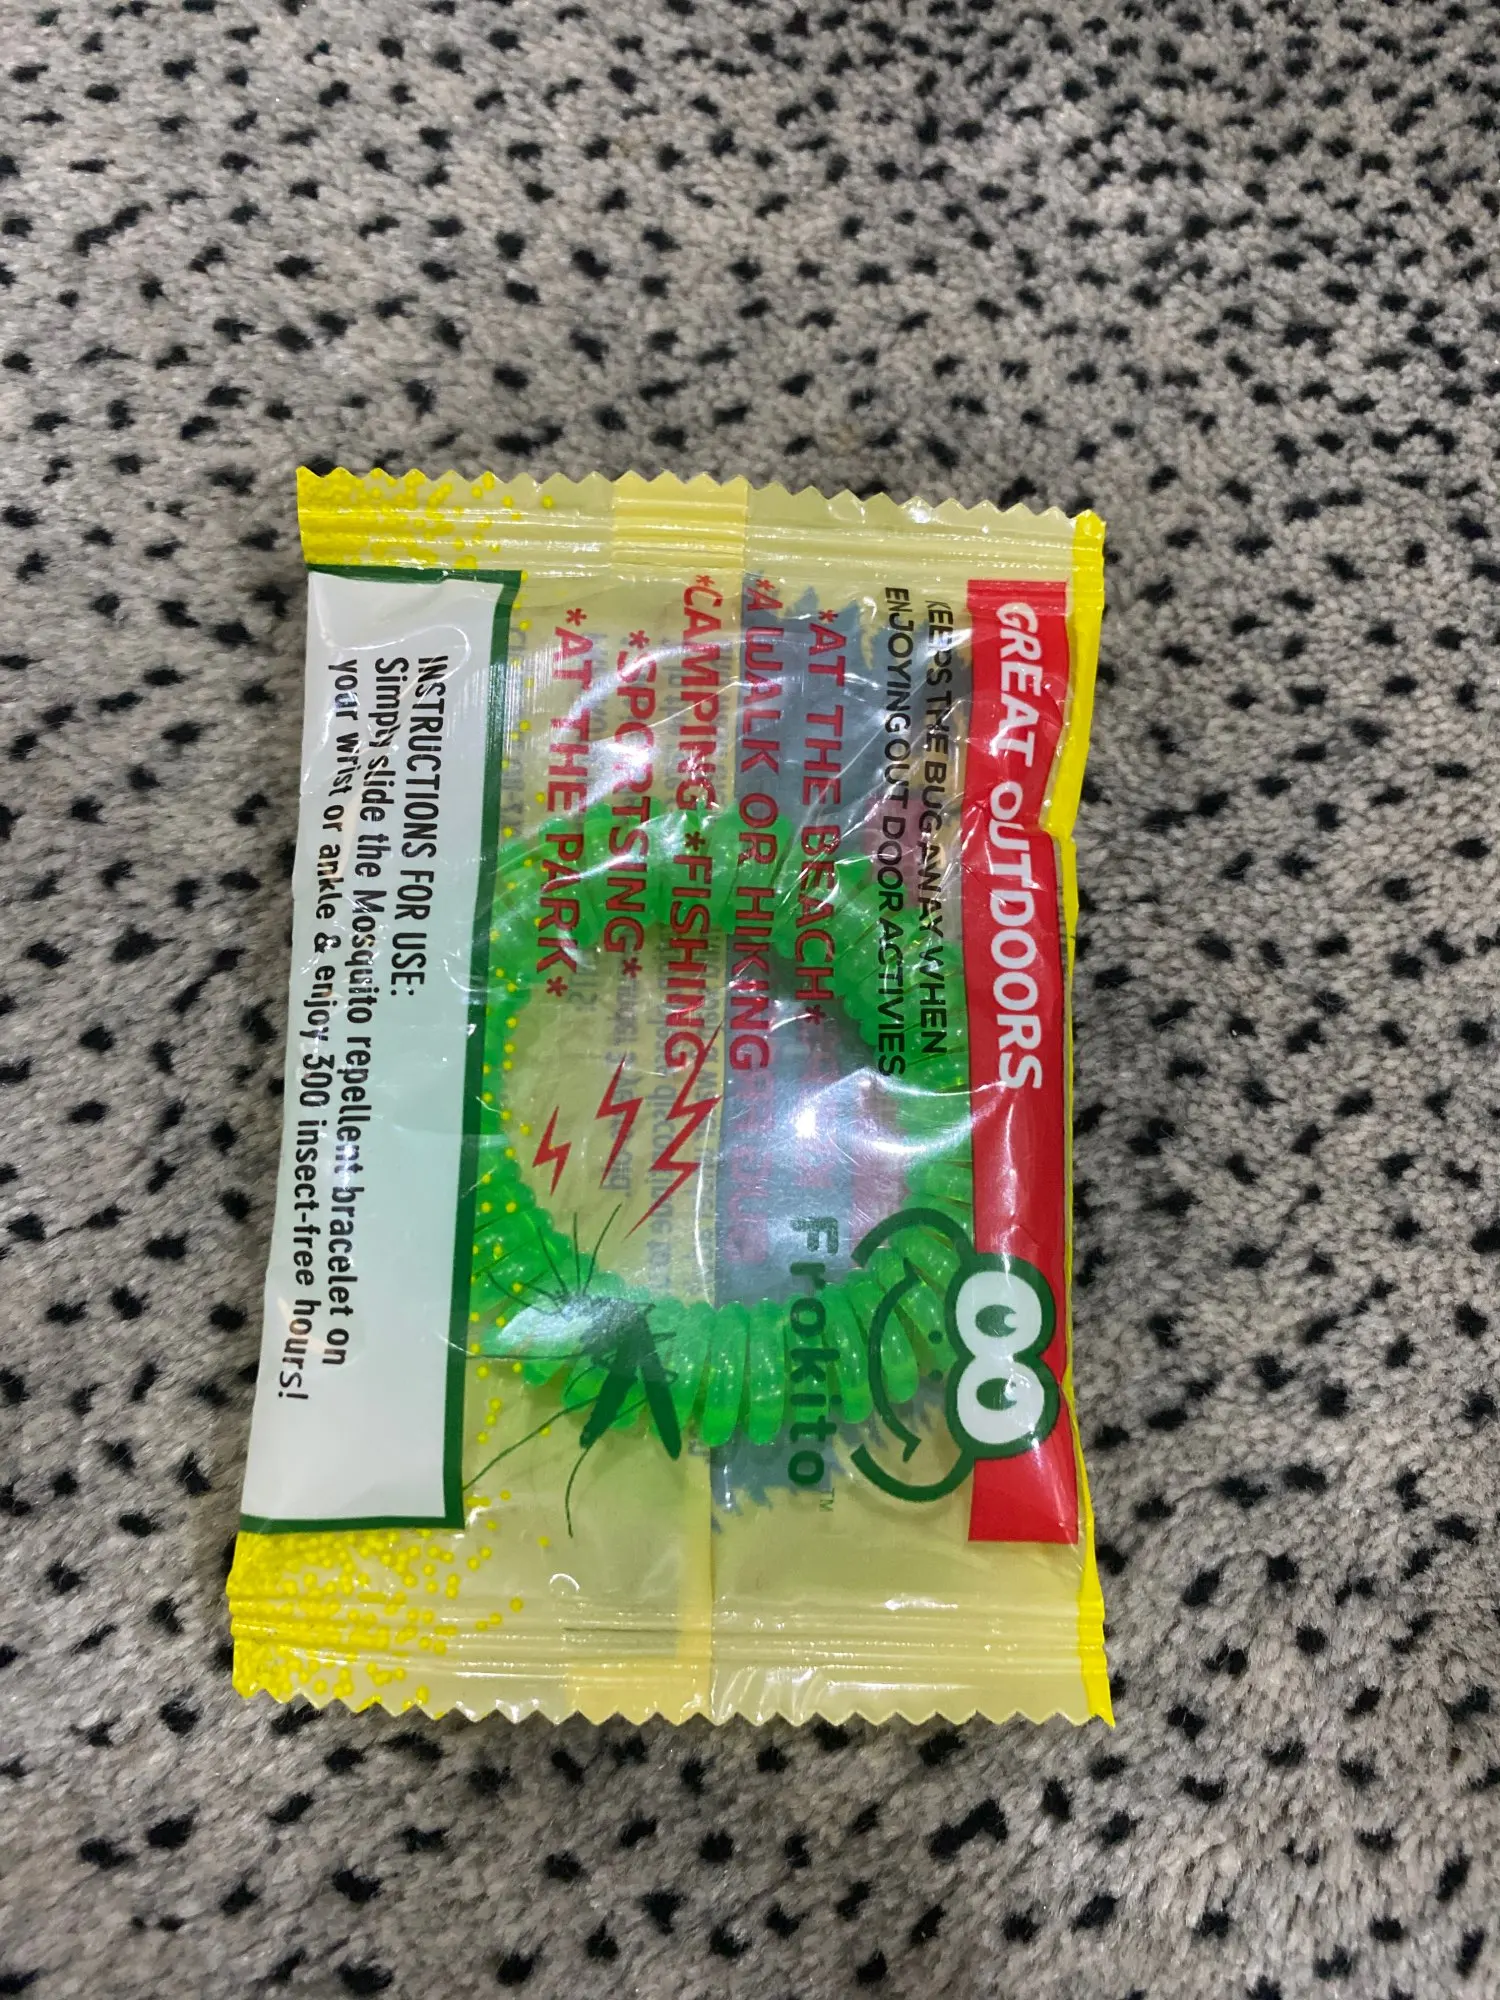 GREAT OUTDOORS
KEEPS THE BUG ANAY WHEN
ENJOYING OUT DOOR ACTIVIES
*AT THE BEACH*
*A WALK OR HIKING
*CAMPING*FISHING
*SPORTSING*
*AT THE PARK*
Frokito™
INSTRUCTIONS FOR USE:
Simply slide the Mosquito repellent bracelet on
your wrist or ankle & enjoy 300 insect-free hours!